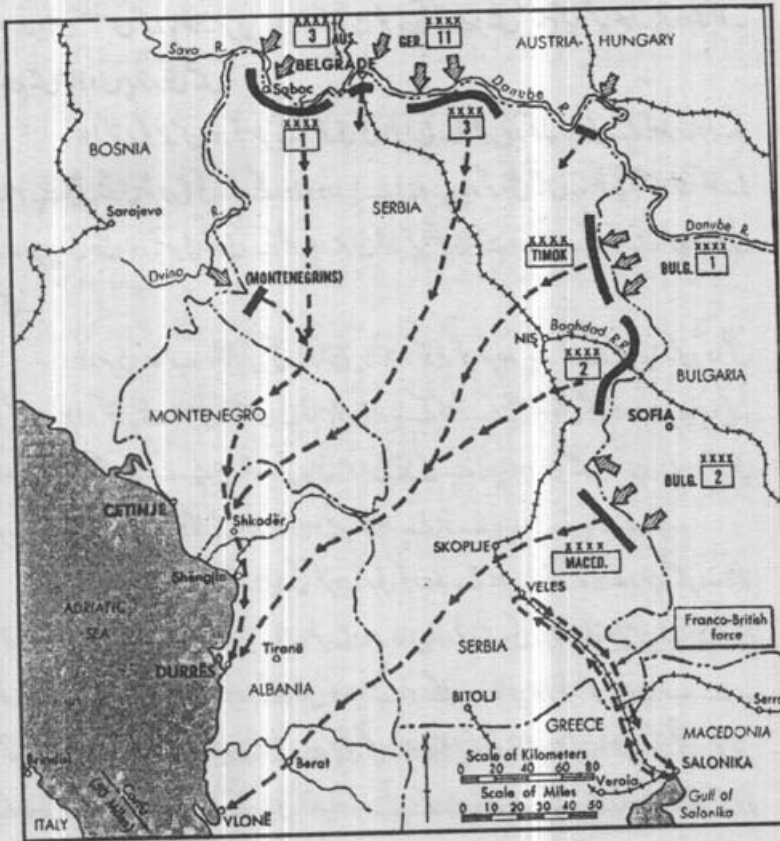 XXXX
3 AUS.
XXXX
GER. 11
AUSTRIA-HUNGARY
Sava R.
BELGRADE
Sabac
Danube R.
XXXX
1
XXXX
3
BOSNIA
Sarajevo
SERBIA
Danube R.
XXXX
TIMOK
XXXX
BULG. 1
(MONTENEGRINS)
NIŠ
Baghdad R.R.
XXXX
2
BULGARIA
MONTENEGRO
SOFIA
XXXX
BULG. 2
CETINJE
Shkodër
SKOPLJE
XXXX
MACED.
Shëngjin
VELES
ADRIATIC
SEA
Franco-British
force
Tiranë
SERBIA
DURRËS
ALBANIA
BITOLJ
GREECE
MACEDONIA
Scale of Kilometers
0 20 40 60 80
SALONIKA
Berat
Scale of Miles
0 10 20 30 40 50
Veroia
Gulf of
Salonika
Corfu
(50 Miles)
ITALY
VLONË